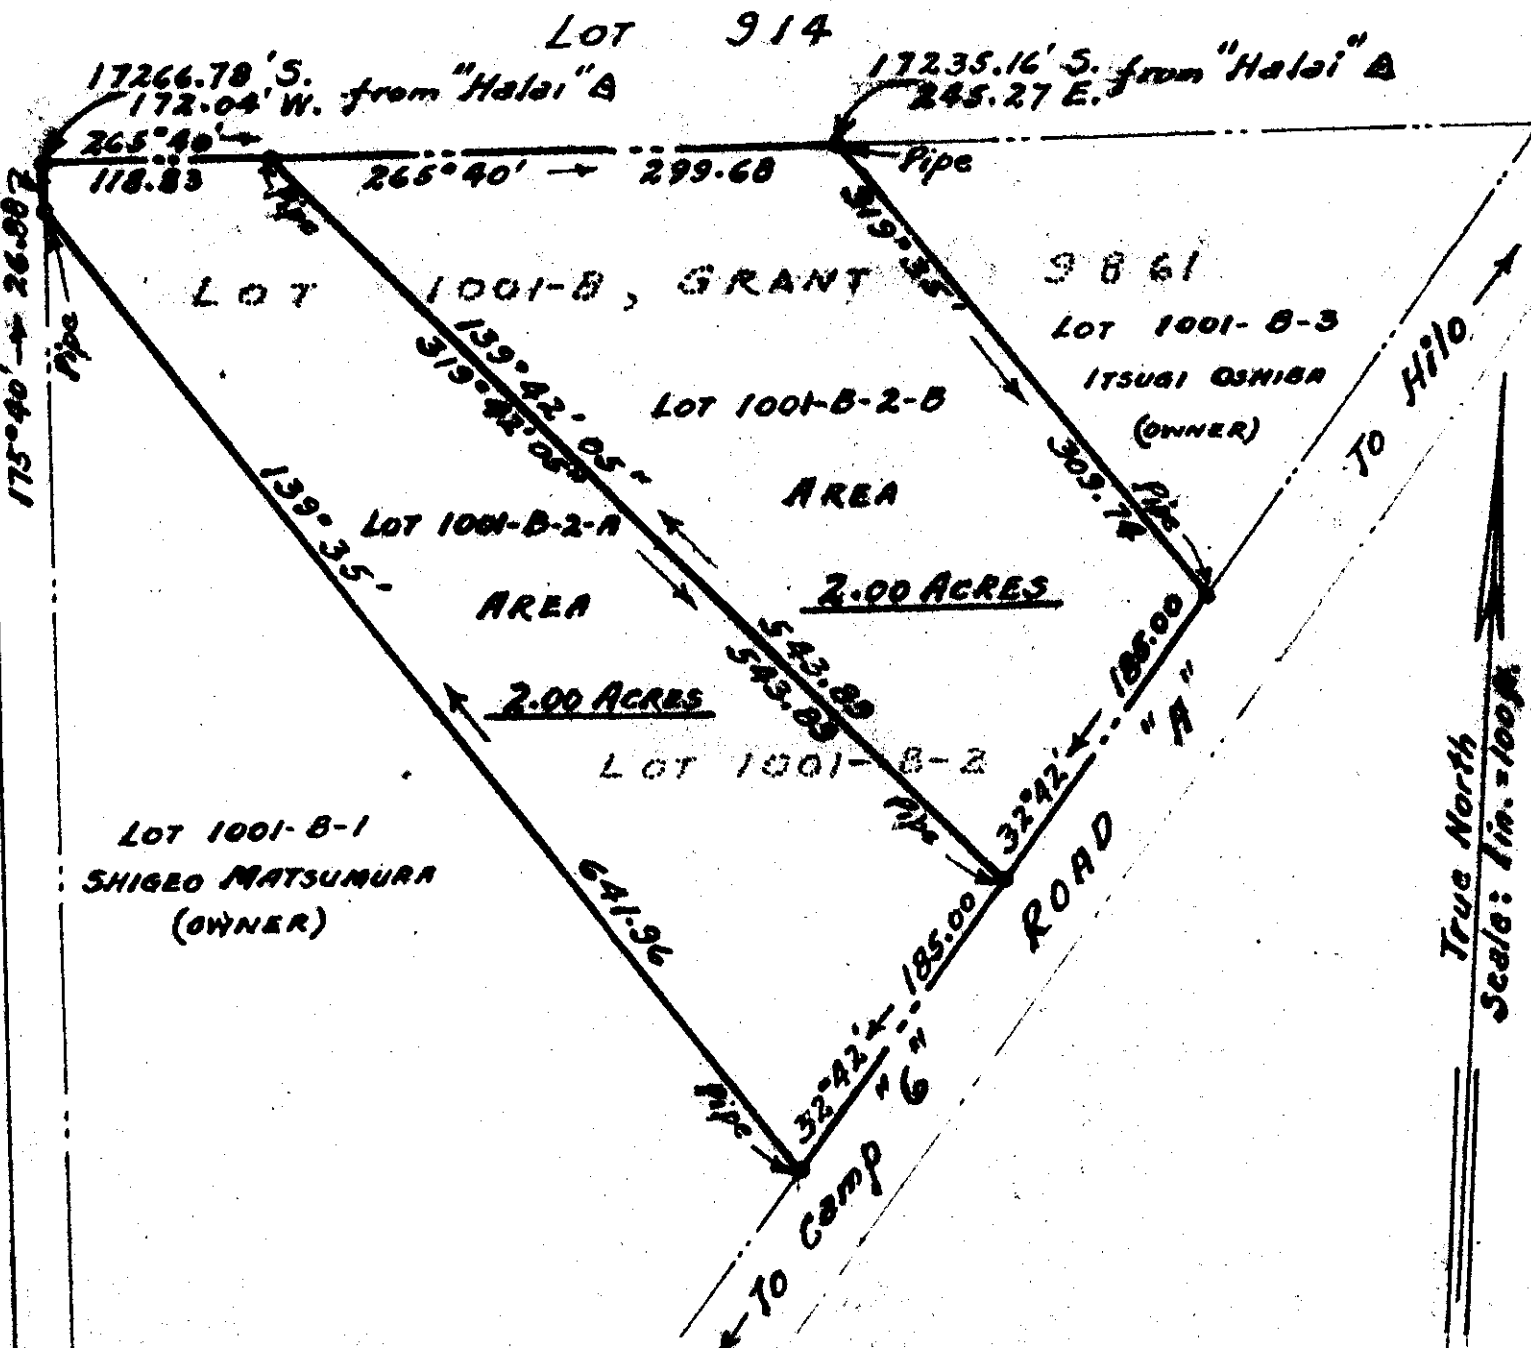 LOT 914
17266.78' S.
172.04' W. from "Halai" △
17235.16' S.
245.27 E. from "Halai" △
265°40' →
118.83
265°40' → 299.68
Pipe
Pipe
175°40' → 26.88
Pipe
319°35'
309.74
Pipe
LOT 1001-B, GRANT 9861
LOT 1001-B-3
ITSUGI OSHIBA
(OWNER)
To Hilo
139°42'-05"
319°42'05"
LOT 1001-B-2-B
AREA
2.00 ACRES
LOT 1001-B-2-A
AREA
2.00 ACRES
139°35'
543.89
543.89
185.00
32°42'
"A"
LOT 1001-B-2
Pipe
ROAD
LOT 1001-B-1
SHIGEO MATSUMURA
(OWNER)
641.96
Pipe
185.00
32°42'
To Camp "6"
True North
Scale: 1 in. = 100 ft.